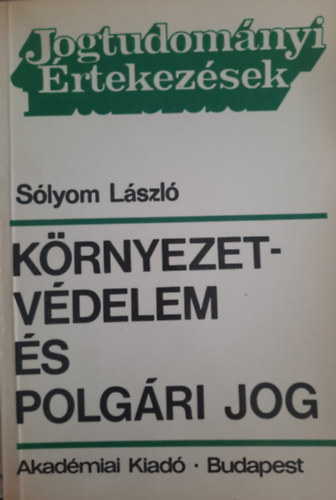 Jogtudományi
Értekezések
Sólyom László
KÖRNYEZET-
VÉDELEM
ÉS
POLGÁRI JOG
Akadémiai Kiadó · Budapest